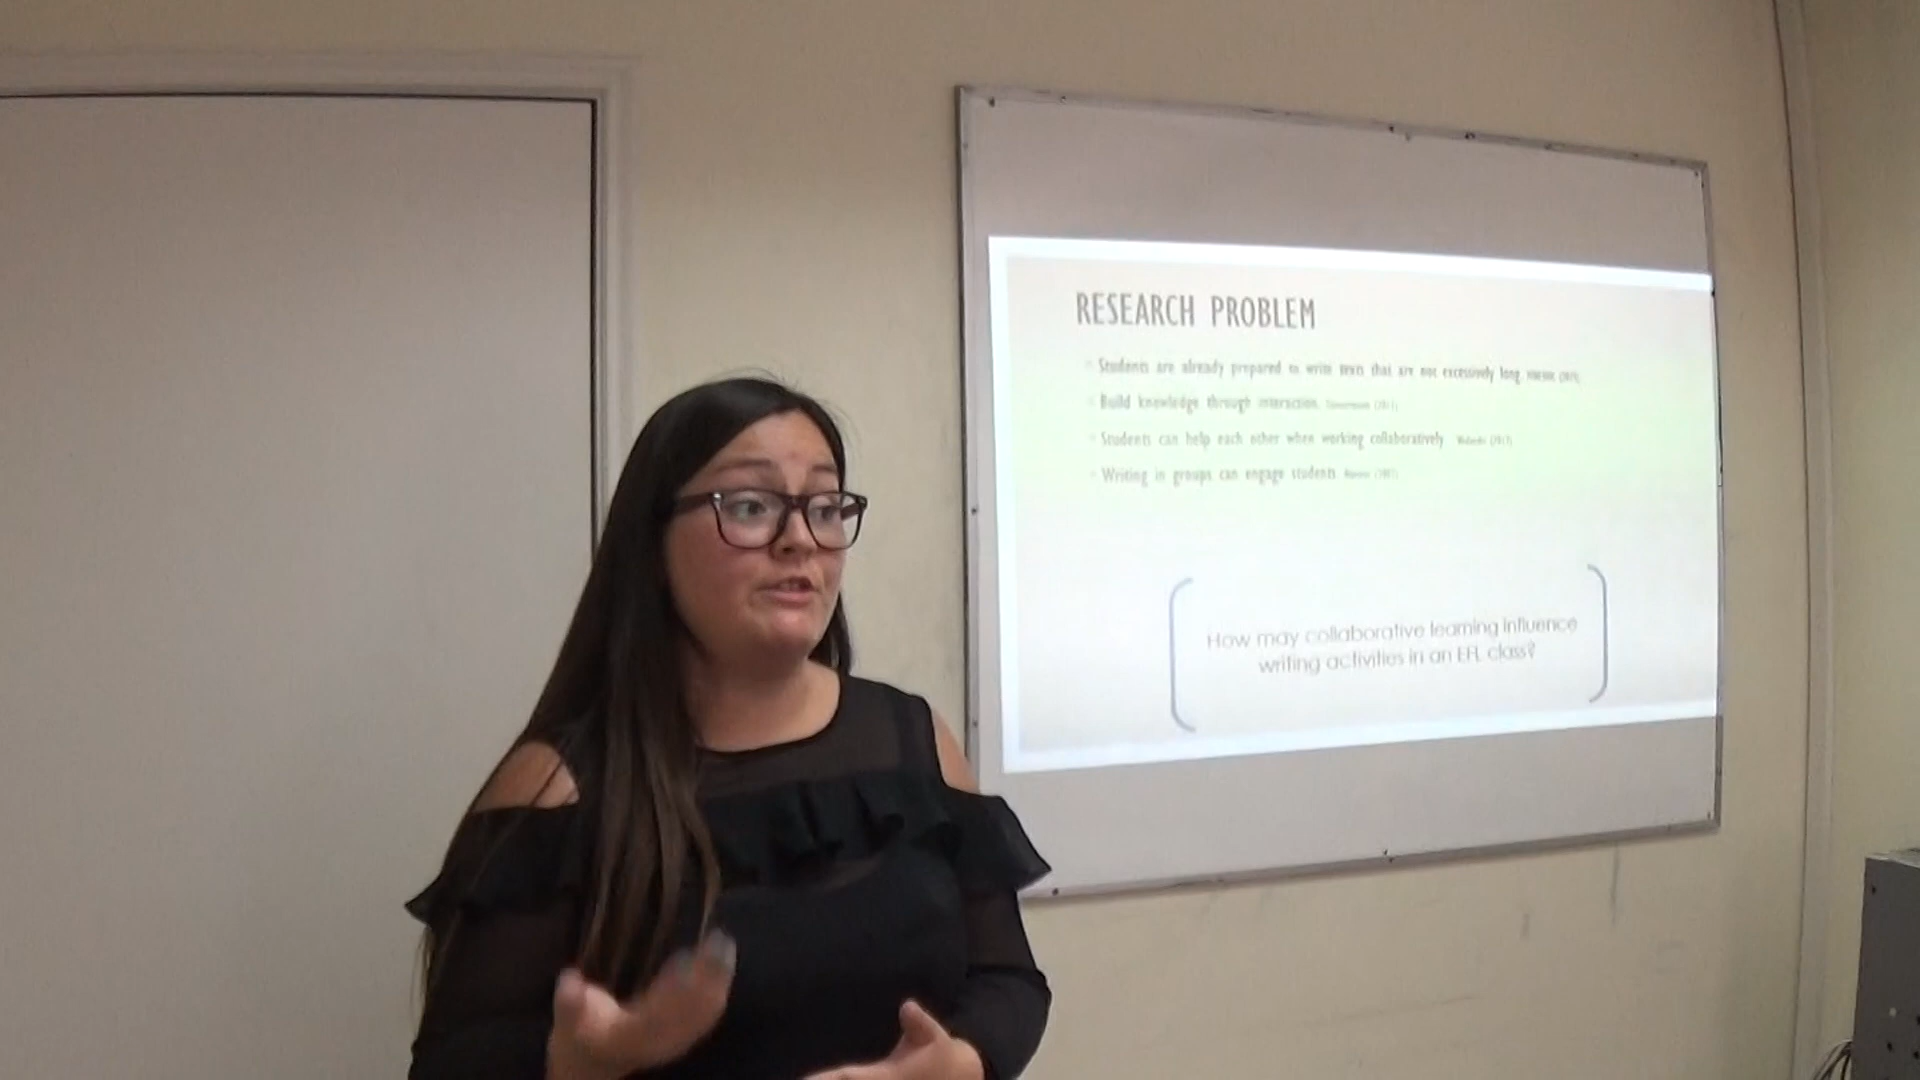 RESEARCH PROBLEM
Students are already prepared to write texts that are not excessively long.
Build knowledge through interaction.
Students can help each other when working collaboratively
Writing in groups can engage students
How may collaborative learning influence
writing activities in an EFL class?